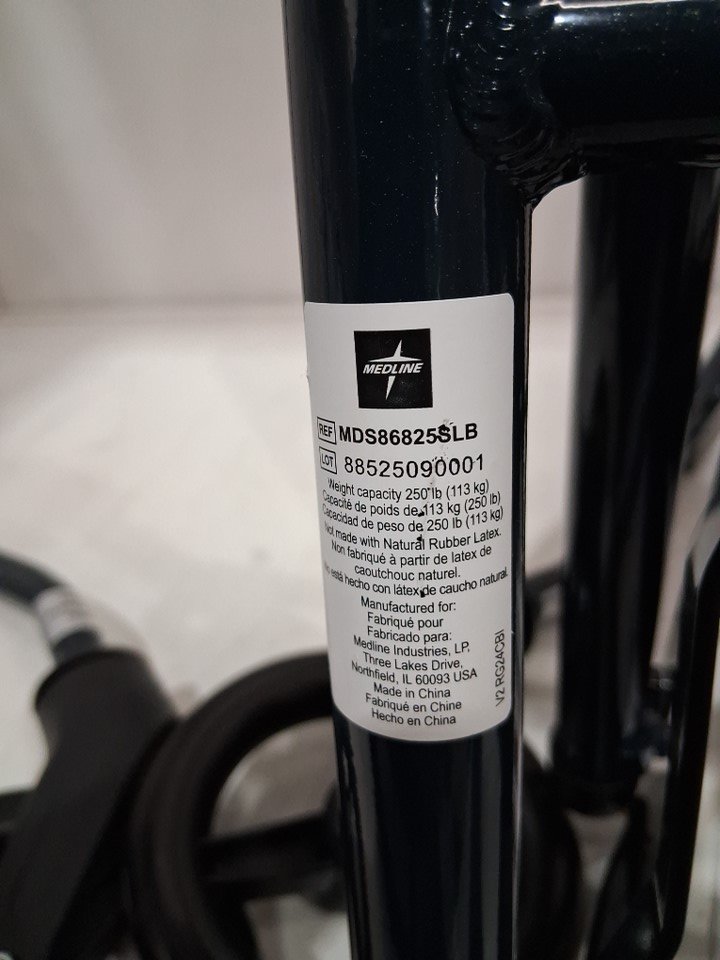 MEDLINE
REF MDS86825SLB
LOT 88525090001
Weight capacity 250 lb (113 kg)
Capacité de poids de 113 kg (250 lb)
Capacidad de peso de 250 lb (113 kg)
Not made with Natural Rubber Latex.
Non fabriqué à partir de latex de
caoutchouc naturel.
No está hecho con látex de caucho natural.
Manufactured for:
Fabriqué pour
Fabricado para:
Medline Industries, LP,
Three Lakes Drive,
Northfield, IL 60093 USA
Made in China
Fabriqué en Chine
Hecho en China
V2 RG24CBI